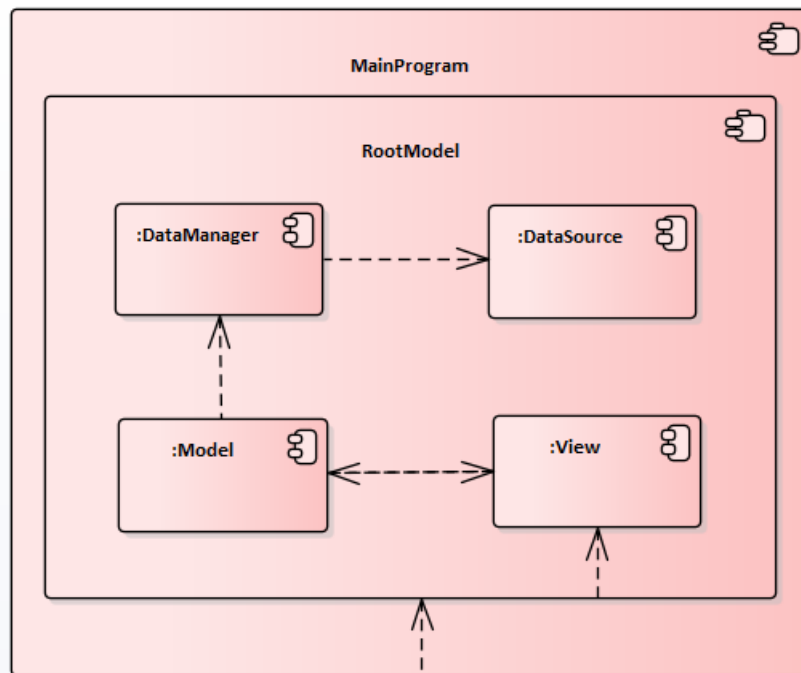 MainProgram
RootModel
:DataManager
:DataSource
:Model
:View